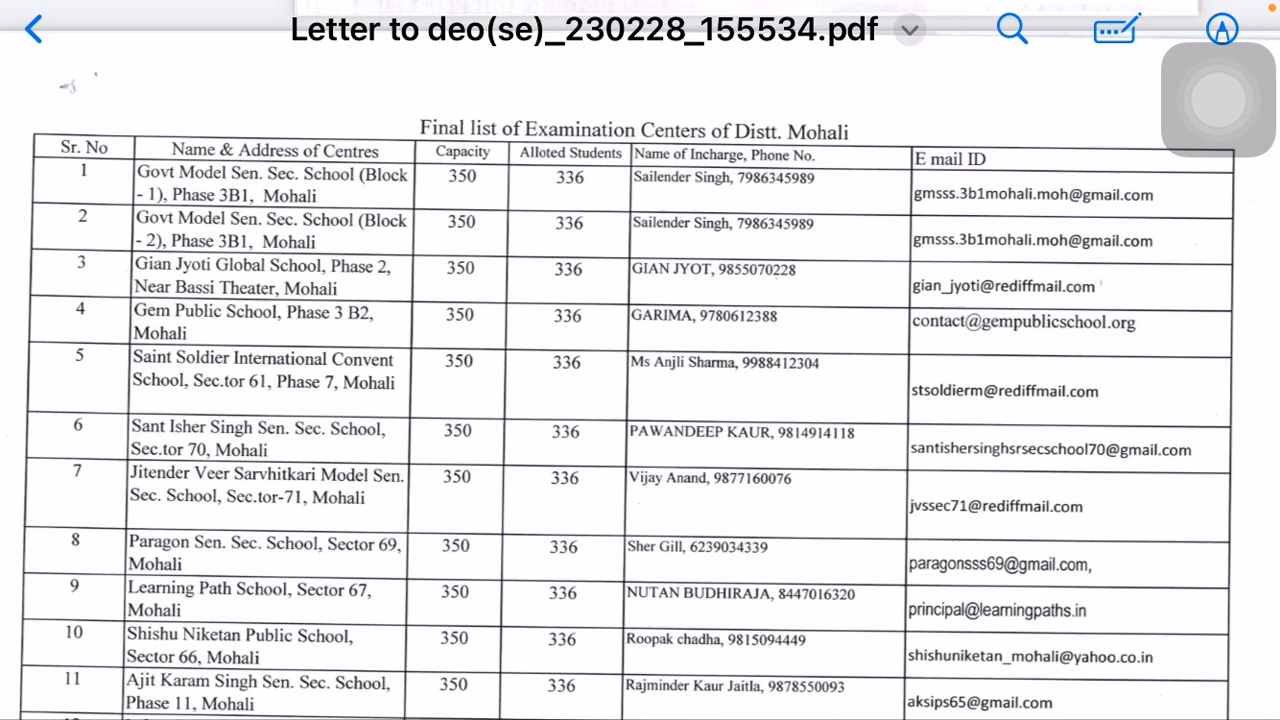 Letter to deo(se)_230228_155534.pdf
Final list of Examination Centers of Distt. Mohali
Sr. No Name & Address of Centres Capacity Alloted Students Name of Incharge, Phone No. E mail ID
1 Govt Model Sen. Sec. School (Block 350 336 Sailender Singh, 7986345989
- 1), Phase 3B1, Mohali gmsss.3b1mohali.moh@gmail.com
2 Govt Model Sen. Sec. School (Block 350 336 Sailender Singh, 7986345989
- 2), Phase 3B1, Mohali gmsss.3b1mohali.moh@gmail.com
3 Gian Jyoti Global School, Phase 2, 350 336 GIAN JYOT, 9855070228
Near Bassi Theater, Mohali gian_jyoti@rediffmail.com
4 Gem Public School, Phase 3 B2, 350 336 GARIMA, 9780612388 contact@gempublicschool.org
Mohali
5 Saint Soldier International Convent 350 336 Ms Anjli Sharma, 9988412304
School, Sec.tor 61, Phase 7, Mohali stsoldierm@rediffmail.com
6 Sant Isher Singh Sen. Sec. School, 350 336 PAWANDEEP KAUR, 9814914118
Sec.tor 70, Mohali santishersinghsrsecschool70@gmail.com
7 Jitender Veer Sarvhitkari Model Sen. 350 336 Vijay Anand, 9877160076
Sec. School, Sec.tor-71, Mohali jvssec71@rediffmail.com
8 Paragon Sen. Sec. School, Sector 69, 350 336 Sher Gill, 6239034339
Mohali paragonsss69@gmail.com,
9 Learning Path School, Sector 67, 350 336 NUTAN BUDHIRAJA, 8447016320
Mohali principal@learningpaths.in
10 Shishu Niketan Public School, 350 336 Roopak chadha, 9815094449
Sector 66, Mohali shishuniketan_mohali@yahoo.co.in
11 Ajit Karam Singh Sen. Sec. School, 350 336 Rajminder Kaur Jaitla, 9878550093
Phase 11, Mohali aksips65@gmail.com